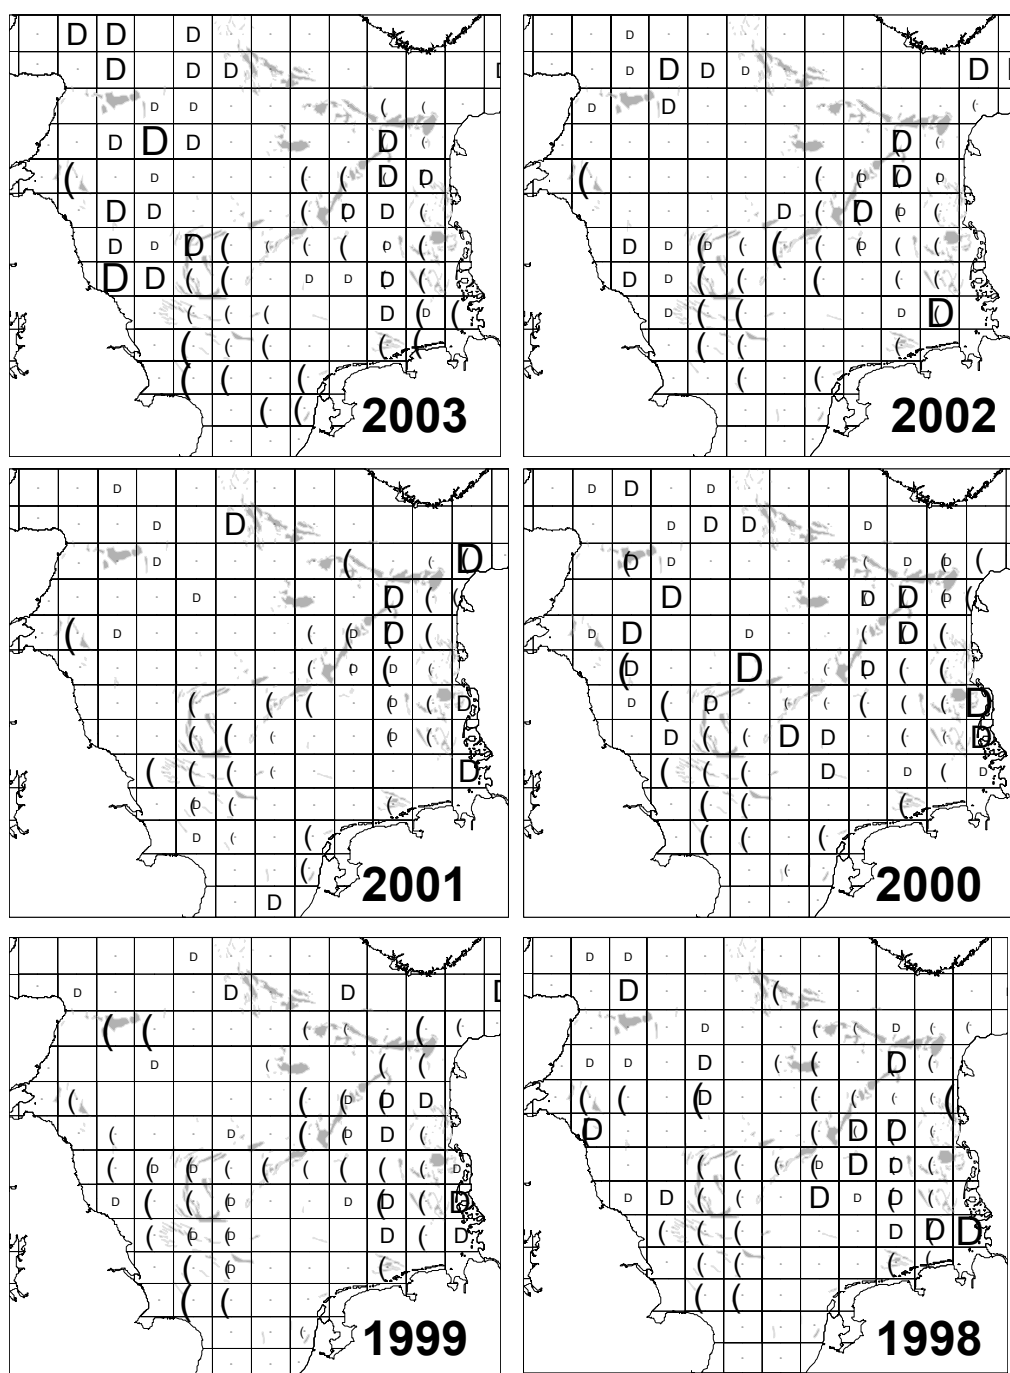 D D D
D D D
D D ( (
D D D (D (
( D ( ( (D (D
D D ( (D D (
D D (D ( ( ( ( D (
D D ( ( D D (D (
( ( ( D (D (
( ( ( ( (
( ( (
( (
2003
D
D D D D D
D D (
(D (
( ( (D (D D
D ( (D (D (
D D (D ( ( ( (D ( (
D D ( ( ( ( (
D ( ( D (D
( ( (
( (
2002
D
D D
D ( ( (D
D (D ( (
( D ( (D (D (
( D (D (
( ( ( (D ( D
( ( ( (D (
( ( ( ( D
(D ( (
D ( (
(
D
2001
D D D
D D D D
(D D ( D (D (
D (D (D (D (
D D D (D (D (
(D D ( (D ( (
D ( (D ( ( ( ( ( D
D ( ( D D ( ( D
( ( ( D D ( D
( ( (
( ( (
(
2000
D
D D D
( ( ( ( ( (
D ( ( (
( ( (D (D D
( D ( (D D (
( (D (D ( ( ( ( ( ( D
D ( ( (D D (D ( D
( (D (D D ( D
( (D (
( (
(
1999
D D
D (
D ( ( D ( (
D D D ( ( (D (
( ( (D ( ( ( ( (
D ( (D (D (
( ( ( (D D (D (
D D ( ( D D (D (
( ( ( D (D D
( ( ( (
( (
1998